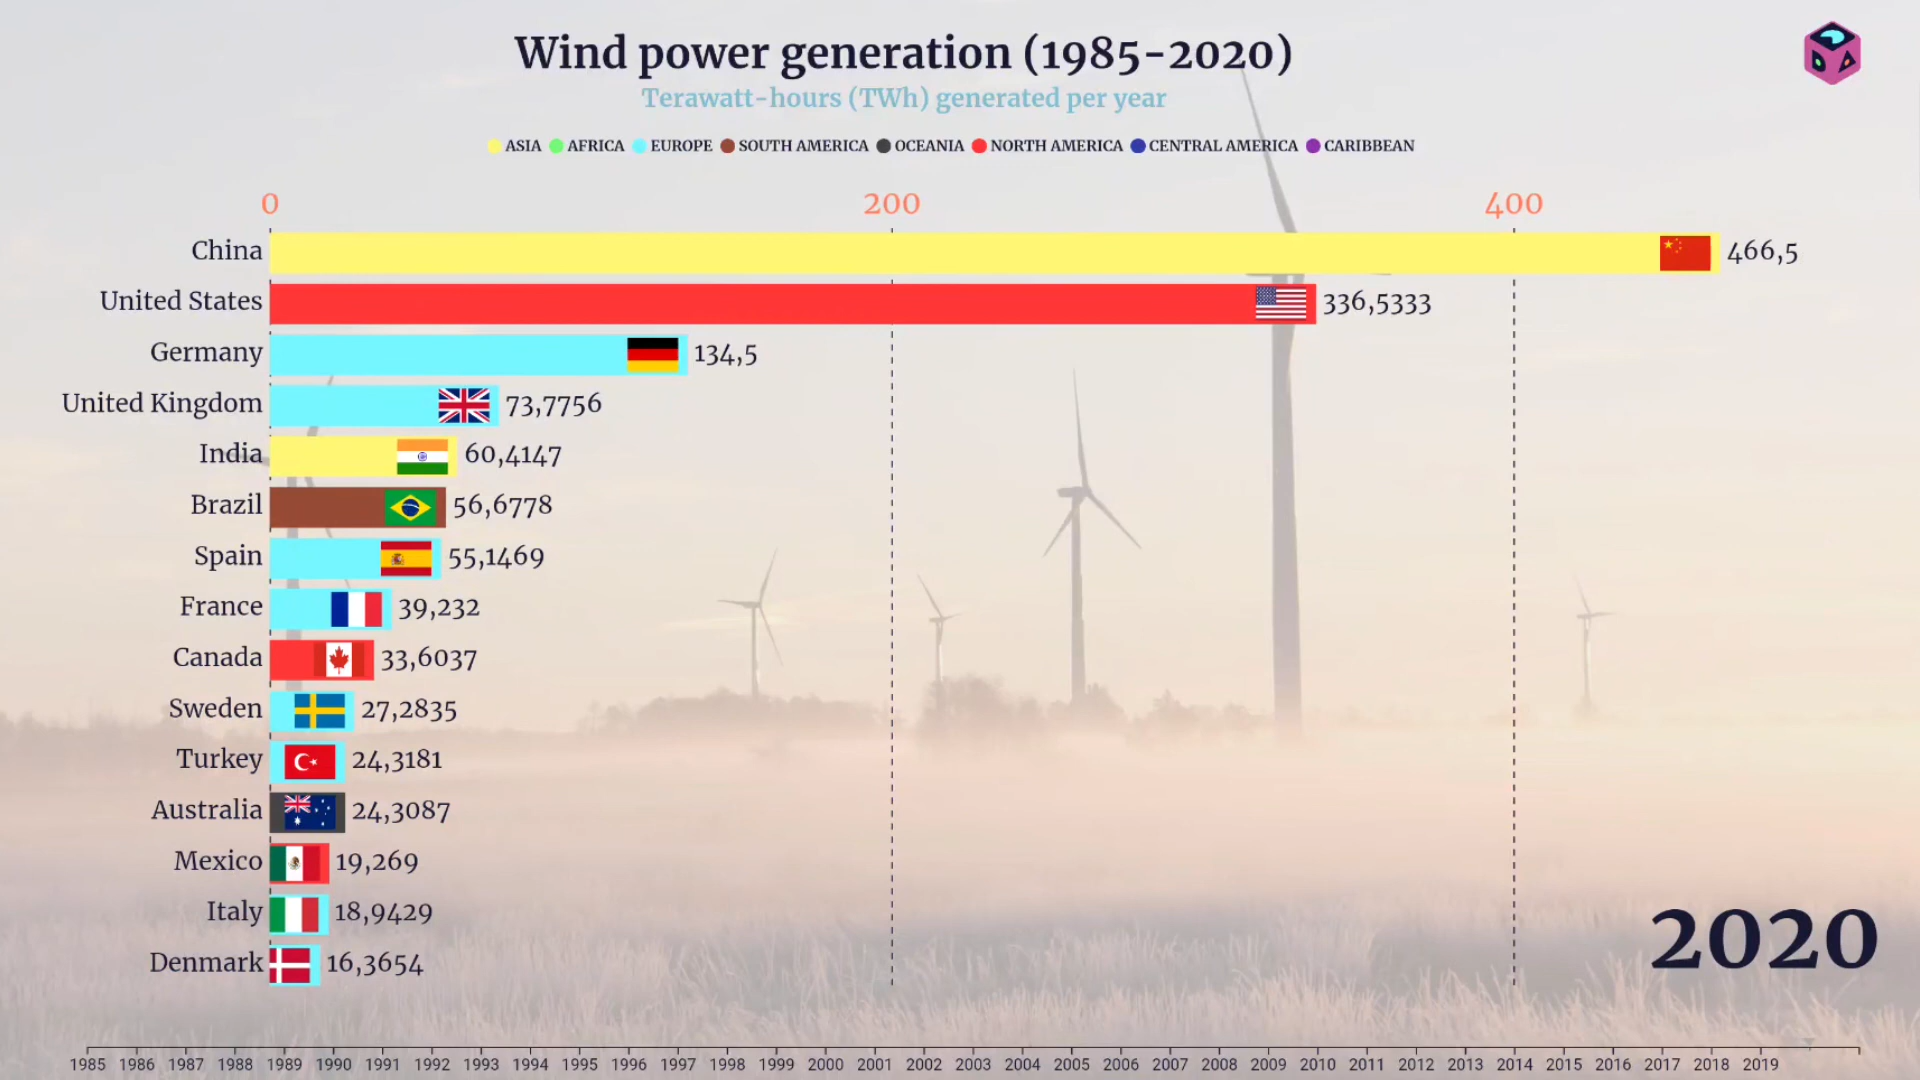 Wind power generation (1985-2020)
Terawatt-hours (TWh) generated per year
ASIA AFRICA EUROPE SOUTH AMERICA OCEANIA NORTH AMERICA CENTRAL AMERICA CARIBBEAN
0 200 400
China 466,5
United States 336,5333
Germany 134,5
United Kingdom 73,7756
India 60,4147
Brazil 56,6778
Spain 55,1469
France 39,232
Canada 33,6037
Sweden 27,2835
Turkey 24,3181
Australia 24,3087
Mexico 19,269
Italy 18,9429
Denmark 16,3654
2020
1985 1986 1987 1988 1989 1990 1991 1992 1993 1994 1995 1996 1997 1998 1999 2000 2001 2002 2003 2004 2005 2006 2007 2008 2009 2010 2011 2012 2013 2014 2015 2016 2017 2018 2019